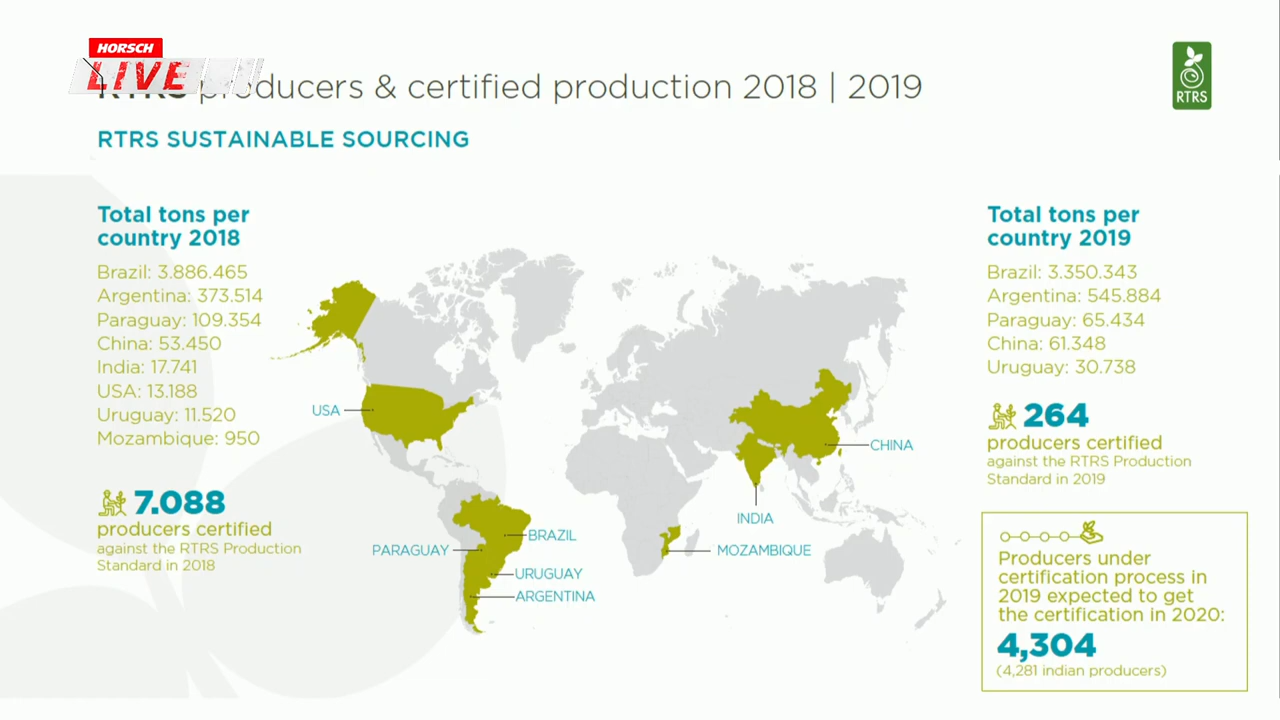 HORSCH
LIVE
RTRS producers & certified production 2018 | 2019
RTRS
RTRS SUSTAINABLE SOURCING
Total tons per
country 2018
Brazil: 3.886.465
Argentina: 373.514
Paraguay: 109.354
China: 53.450
India: 17.741
USA: 13.188
Uruguay: 11.520
Mozambique: 950
7.088
producers certified
against the RTRS Production
Standard in 2018
USA
CHINA
INDIA
BRAZIL
PARAGUAY
MOZAMBIQUE
URUGUAY
ARGENTINA
Total tons per
country 2019
Brazil: 3.350.343
Argentina: 545.884
Paraguay: 65.434
China: 61.348
Uruguay: 30.738
264
producers certified
against the RTRS Production
Standard in 2019
Producers under
certification process in
2019 expected to get
the certification in 2020:
4,304
(4,281 indian producers)